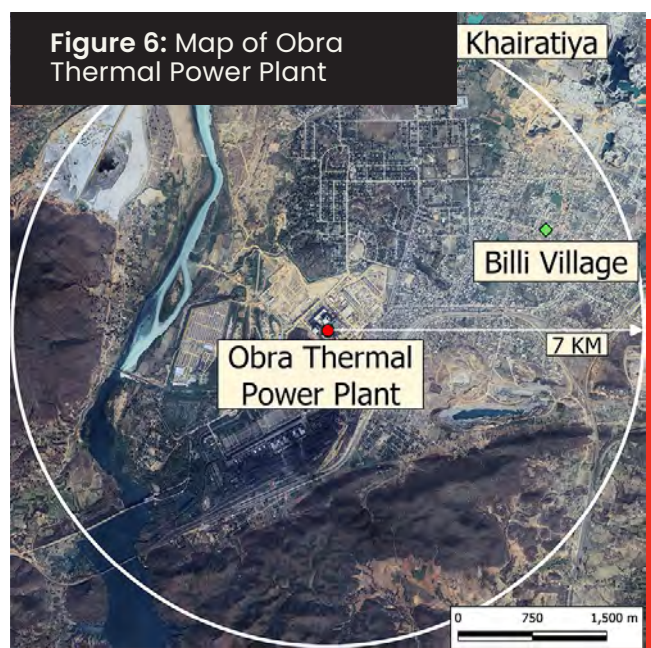 Figure 6: Map of Obra
Thermal Power Plant
Khairatiya
Billi Village
7 KM
Obra Thermal
Power Plant
0 750 1,500 m